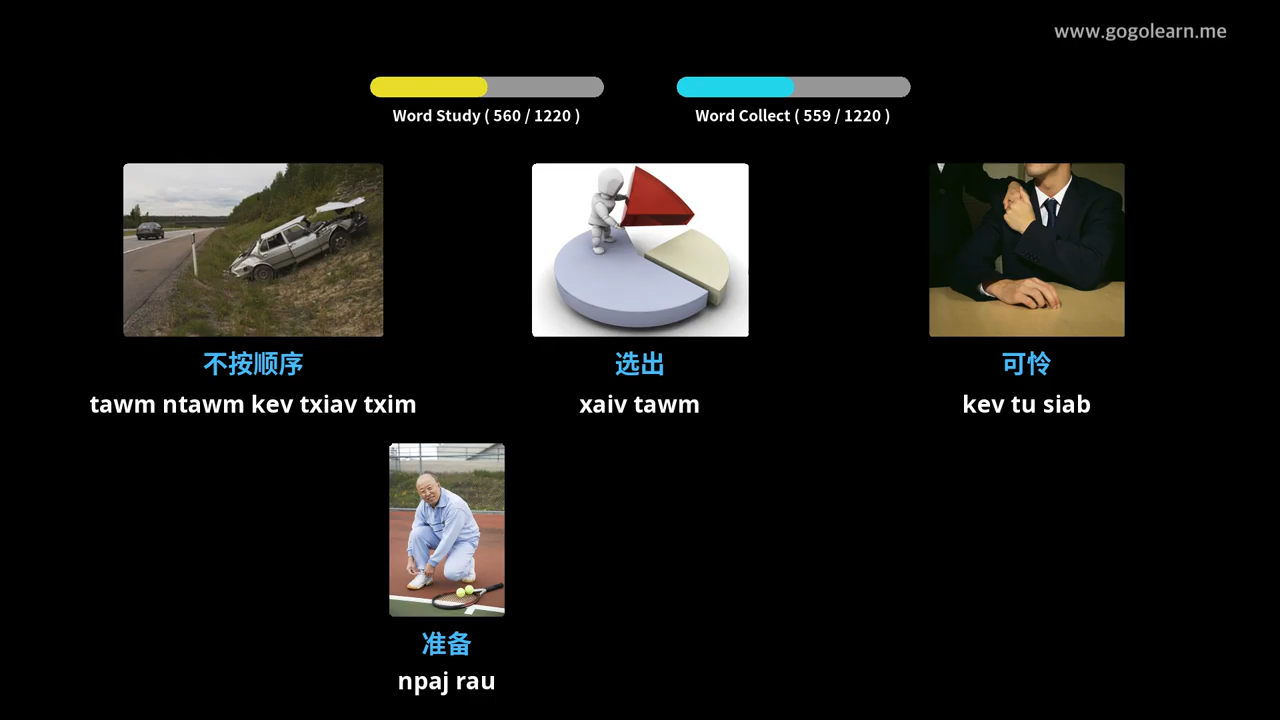 www.gogolearn.me
Word Study ( 560 / 1220 )
Word Collect ( 559 / 1220 )
不按顺序
tawm ntawm kev txiav txim
选出
xaiv tawm
可怜
kev tu siab
准备
npaj rau